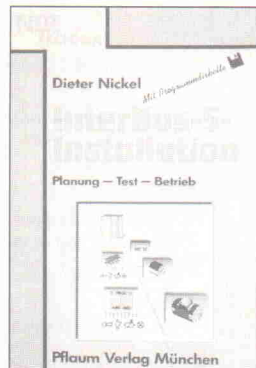 Dieter Nickel
Mit Programmdiskette
InterBus-S-
Installation
Planung – Test – Betrieb
Pflaum Verlag München